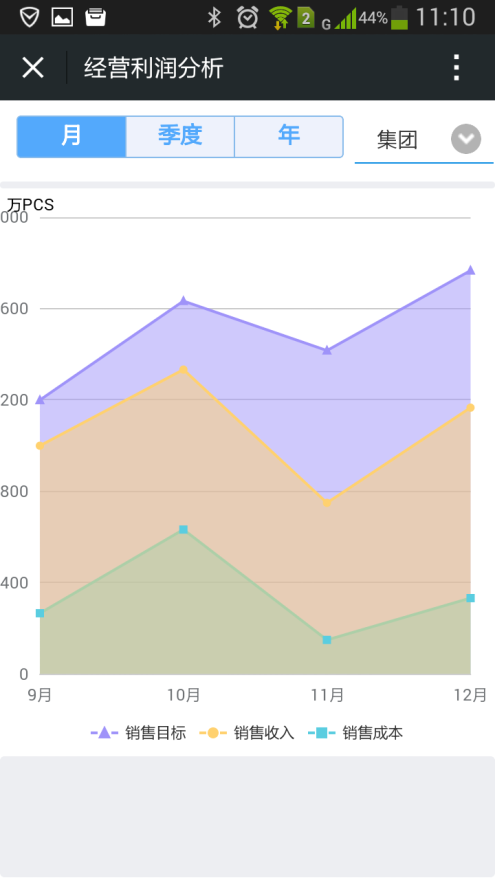 2 G 44% 11:10
经营利润分析
月 季度 年 集团
万PCS
000
600
200
800
400
0
9月 10月 11月 12月
销售目标 销售收入 销售成本